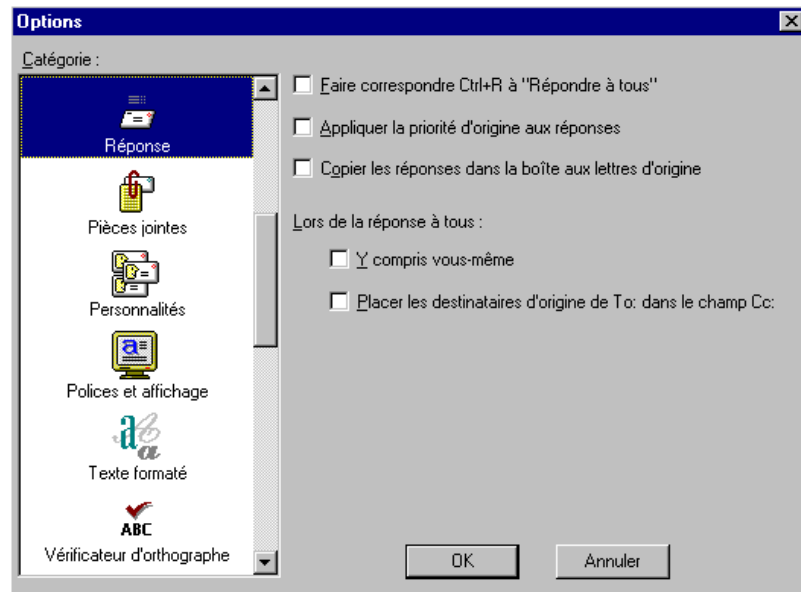 Options
Catégorie :
Réponse
Pièces jointes
Personnalités
Polices et affichage
Texte formaté
ABC
Vérificateur d'orthographe
Faire correspondre Ctrl+R à "Répondre à tous"
Appliquer la priorité d'origine aux réponses
Copier les réponses dans la boîte aux lettres d'origine
Lors de la réponse à tous :
Y compris vous-même
Placer les destinataires d'origine de To: dans le champ Cc:
OK
Annuler